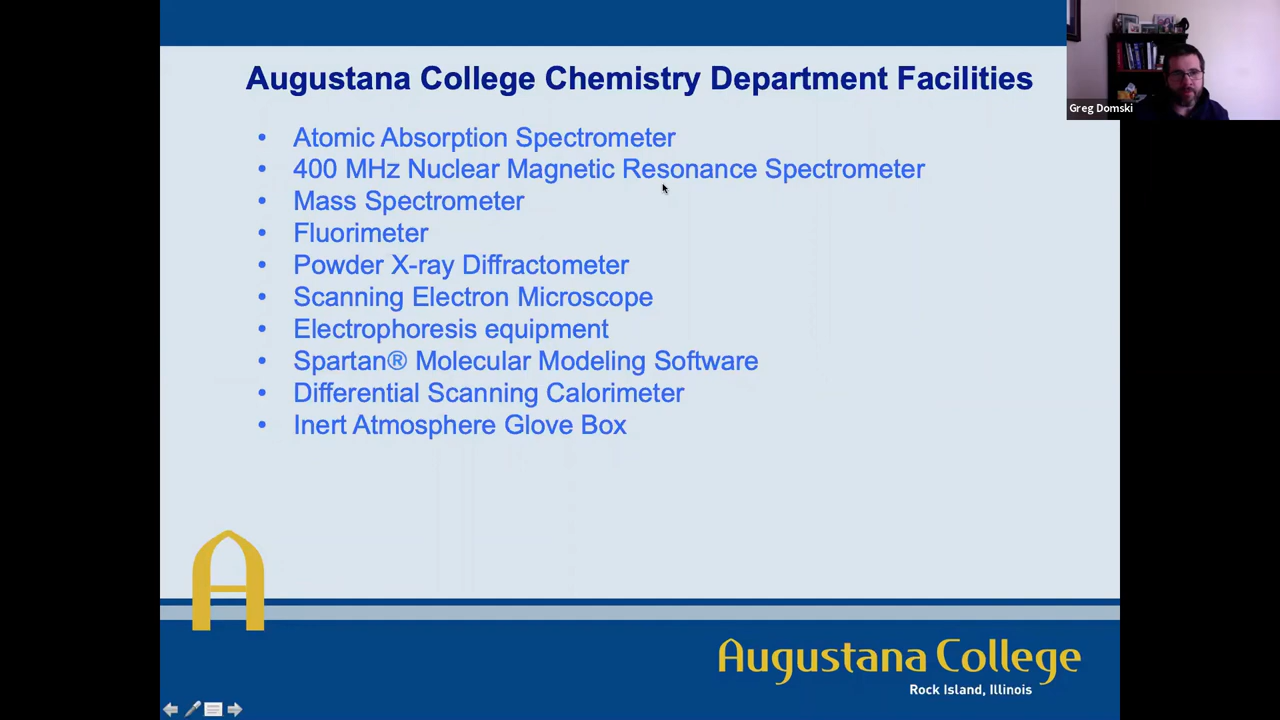 Augustana College Chemistry Department Facilities
Greg Domski
• Atomic Absorption Spectrometer
• 400 MHz Nuclear Magnetic Resonance Spectrometer
• Mass Spectrometer
• Fluorimeter
• Powder X-ray Diffractometer
• Scanning Electron Microscope
• Electrophoresis equipment
• Spartan® Molecular Modeling Software
• Differential Scanning Calorimeter
• Inert Atmosphere Glove Box
A
Augustana College
Rock Island, Illinois